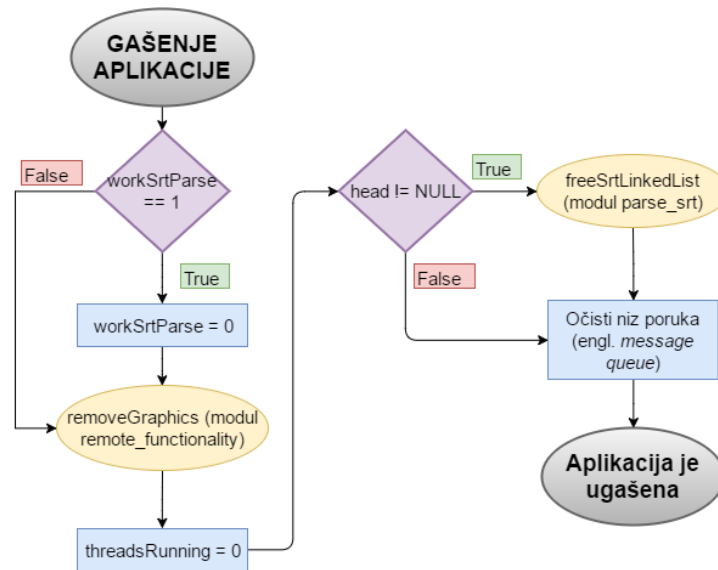 GAŠENJE
APLIKACIJE
False
workSrtParse
== 1
True
workSrtParse = 0
removeGraphics (modul
remote_functionality)
threadsRunning = 0
head != NULL
True
False
freeSrtLinkedList
(modul parse_srt)
Očisti niz poruka
(engl. message
queue)
Aplikacija je
ugašena